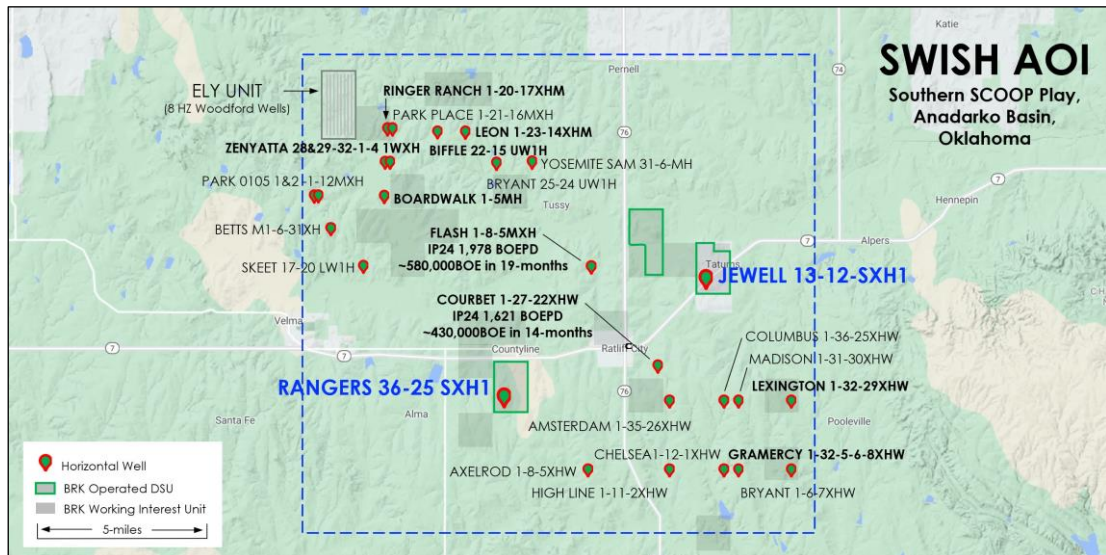 SWISH AOI
Southern SCOOP Play,
Anadarko Basin,
Oklahoma
Katie
Pernell
76
74
ELY UNIT
(8 HZ Woodford Wells)
RINGER RANCH 1-20-17XHM
PARK PLACE 1-21-16MXH
LEON 1-23-14XHM
ZENYATTA 28&29-32-1-4 1WXH
BIFFLE 22-15 UW1H
YOSEMITE SAM 31-6-MH
BRYANT 25-24 UW1H
PARK 0105 1&2 -1-12MXH
BOARDWALK 1-5MH
Tussy
Hennepin
7
BETTS M1-6-31XH
FLASH 1-8-5MXH
IP24 1,978 BOEPD
~580,000BOE in 19-months
7
Alpers
Tatums
SKEET 17-20 LW1H
JEWELL 13-12-SXH1
COURBET 1-27-22XHW
IP24 1,621 BOEPD
~430,000BOE in 14-months
Velma
COLUMBUS 1-36-25XHW
7
7
Countyline
Ratliff City
MADISON 1-31-30XHW
RANGERS 36-25 SXH1
LEXINGTON 1-32-29XHW
76
Santa Fe
Alma
Pooleville
AMSTERDAM 1-35-26XHW
CHELSEA1-12-1XHW
GRAMERCY 1-32-5-6-8XHW
AXELROD 1-8-5XHW
HIGH LINE 1-11-2XHW
BRYANT 1-6-7XHW
Horizontal Well
BRK Operated DSU
BRK Working Interest Unit
5-miles